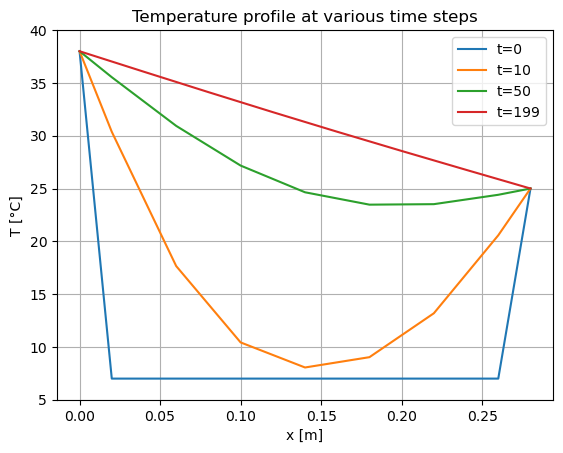 Temperature profile at various time steps
T [°C]
40
35
30
25
20
15
10
5
t=0
t=10
t=50
t=199
0.00 0.05 0.10 0.15 0.20 0.25
x [m]